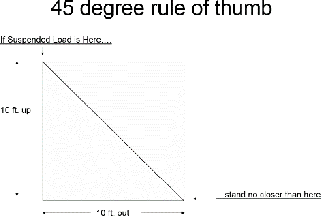 45 degree rule of thumb
If Suspended Load is Here....
10 ft. up
stand no closer than here
10 ft. out